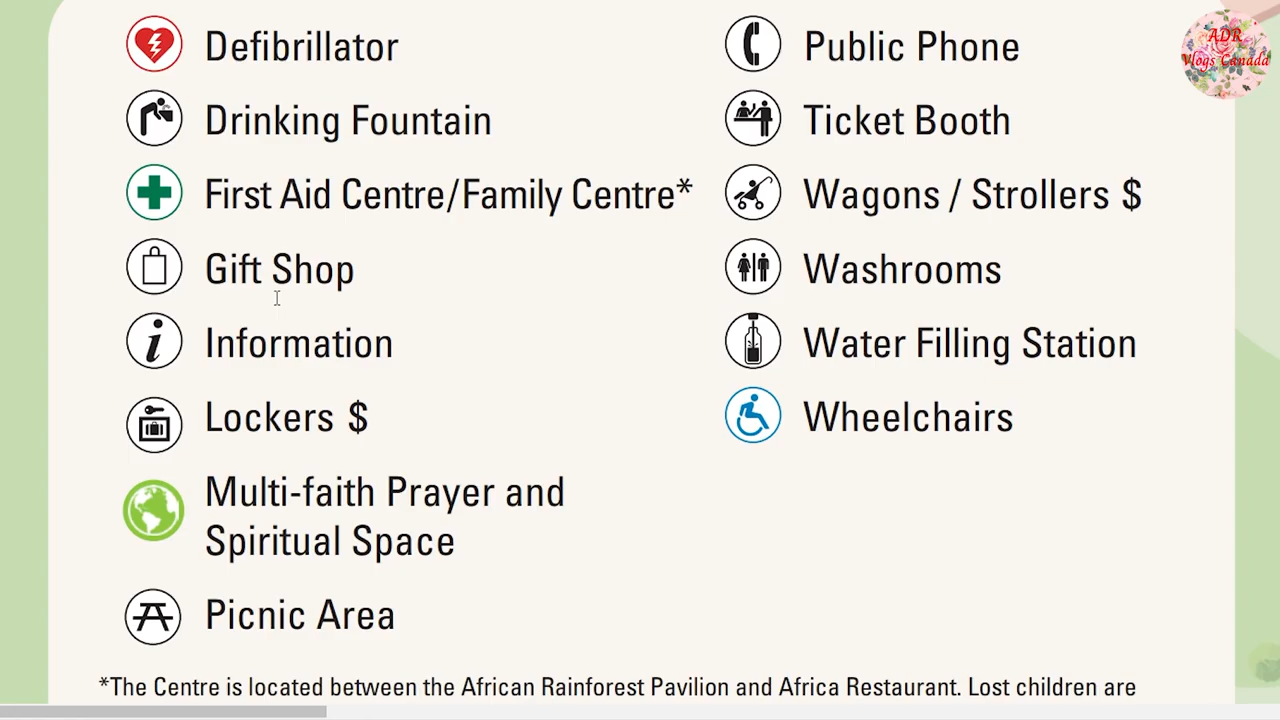 Defibrillator
Drinking Fountain
First Aid Centre/Family Centre*
Gift Shop
Information
Lockers $
Multi-faith Prayer and
Spiritual Space
Picnic Area
Public Phone
Ticket Booth
Wagons / Strollers $
Washrooms
Water Filling Station
Wheelchairs
*The Centre is located between the African Rainforest Pavilion and Africa Restaurant. Lost children are
ADR
Vlogs Canada